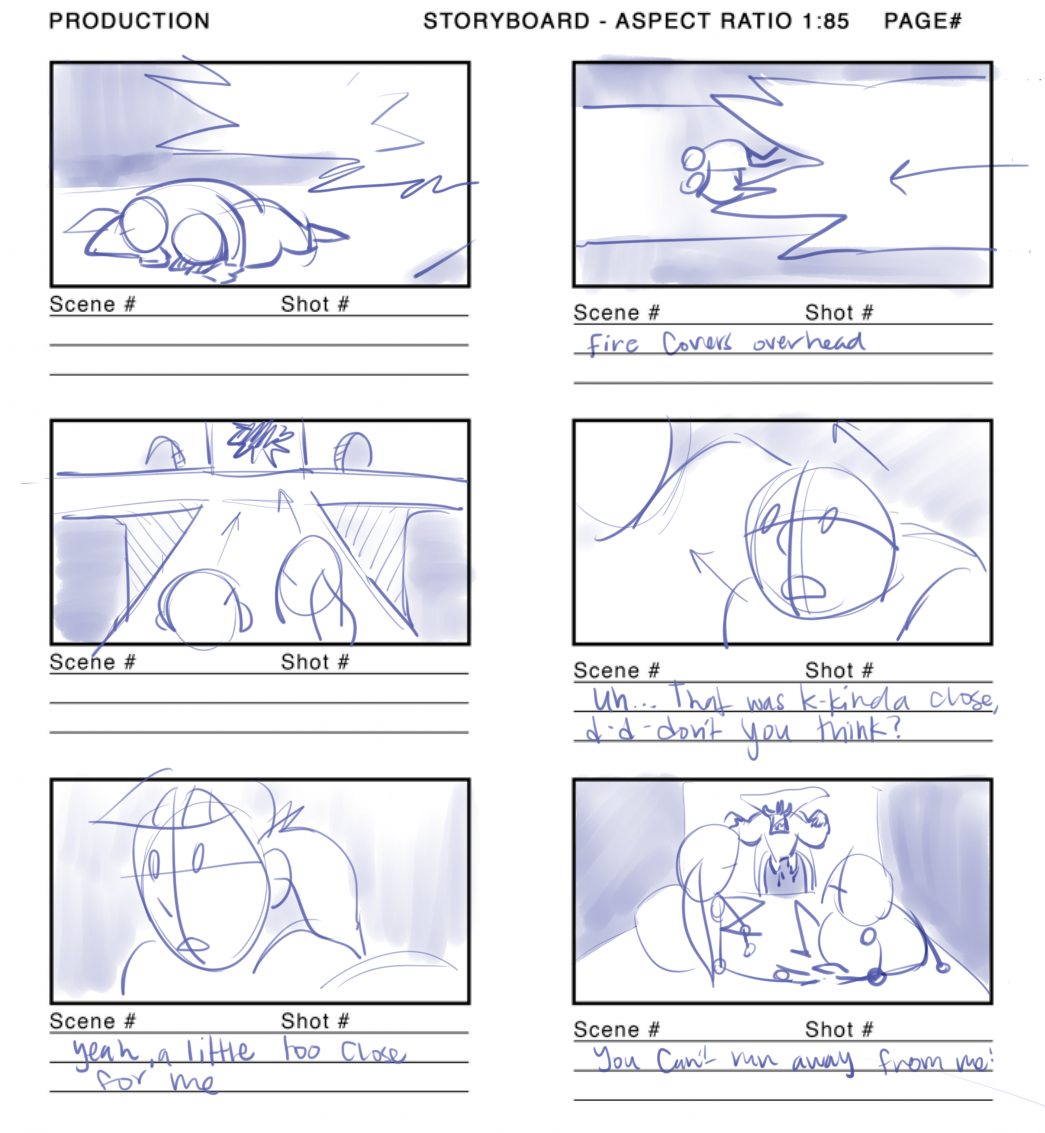 PRODUCTION STORYBOARD - ASPECT RATIO 1:85 PAGE#
Scene # Shot #
Scene # Shot #
fire Covers overhead
Scene # Shot #
Scene # Shot #
Uh... That was k-kinda close,
d-d-don't you think?
Scene # Shot #
yeah, a little too close
for me
Scene # Shot #
You Can't run away from me!